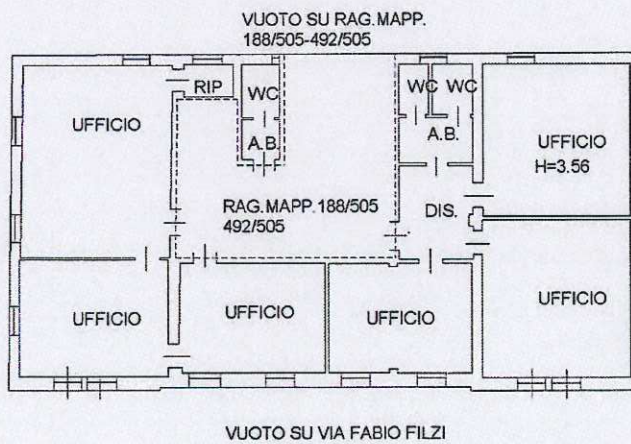 VUOTO SU RAG.MAPP.
188/505-492/505
RIP
WC
WC
WC
UFFICIO
A.B.
A.B.
UFFICIO
H=3.56
RAG.MAPP.188/505
492/505
DIS.
UFFICIO
UFFICIO
UFFICIO
UFFICIO
VUOTO SU VIA FABIO FILZI